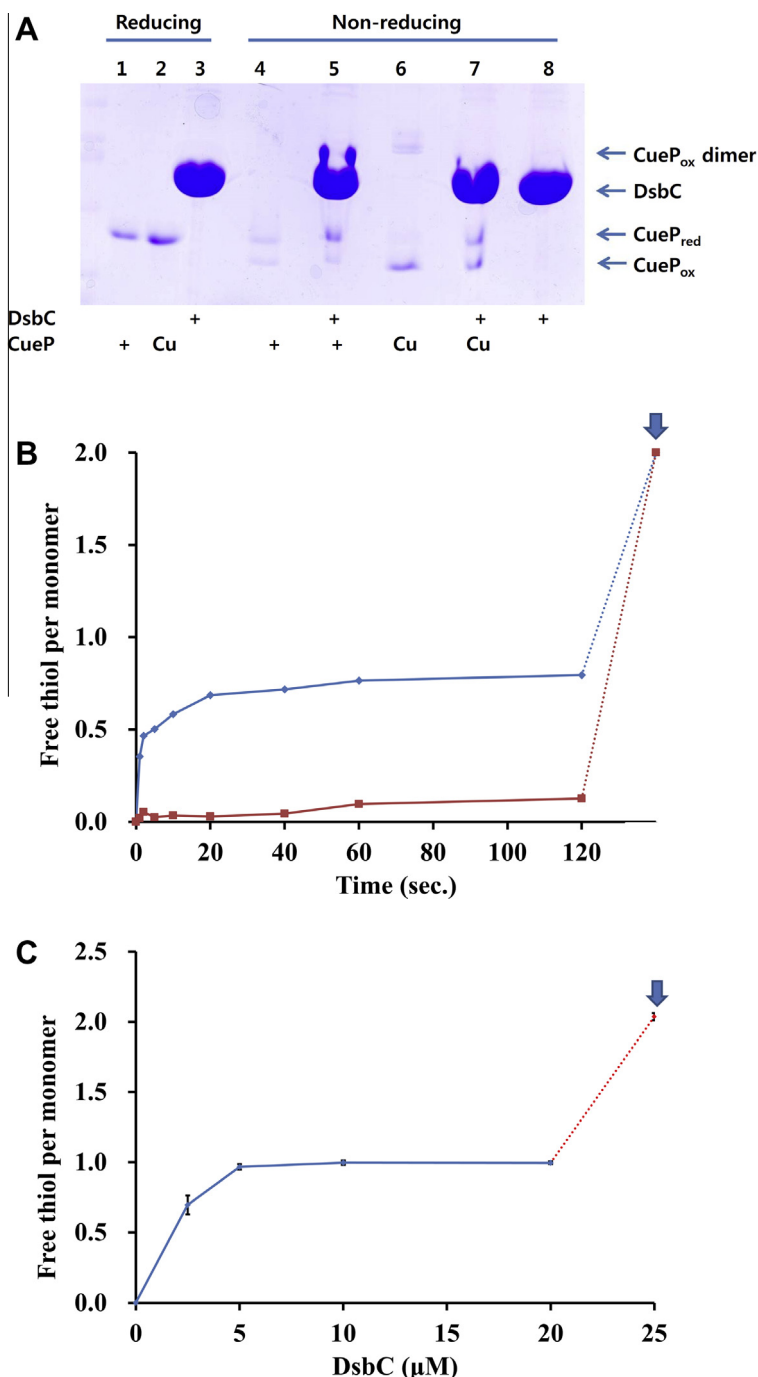 A
Reducing Non-reducing
1 2 3 4 5 6 7 8
CuePox dimer
DsbC
CuePred
CuePox
DsbC + + + +
CueP + Cu + + Cu Cu
B
2.0
1.5
1.0
0.5
0.0
Free thiol per monomer
0 20 40 60 80 100 120
Time (sec.)
C
2.5
2.0
1.5
1.0
0.5
0.0
Free thiol per monomer
0 5 10 15 20 25
DsbC (μM)